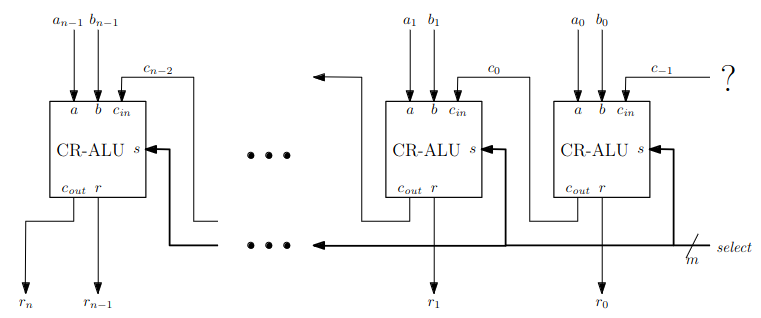 a_{n-1} b_{n-1} a_1 b_1 a_0 b_0
c_{n-2} c_0 c_{-1} ?
a b c_{in} a b c_{in} a b c_{in}
CR-ALU s CR-ALU s CR-ALU s
c_{out} r c_{out} r c_{out} r
select
m
r_n r_{n-1} r_1 r_0